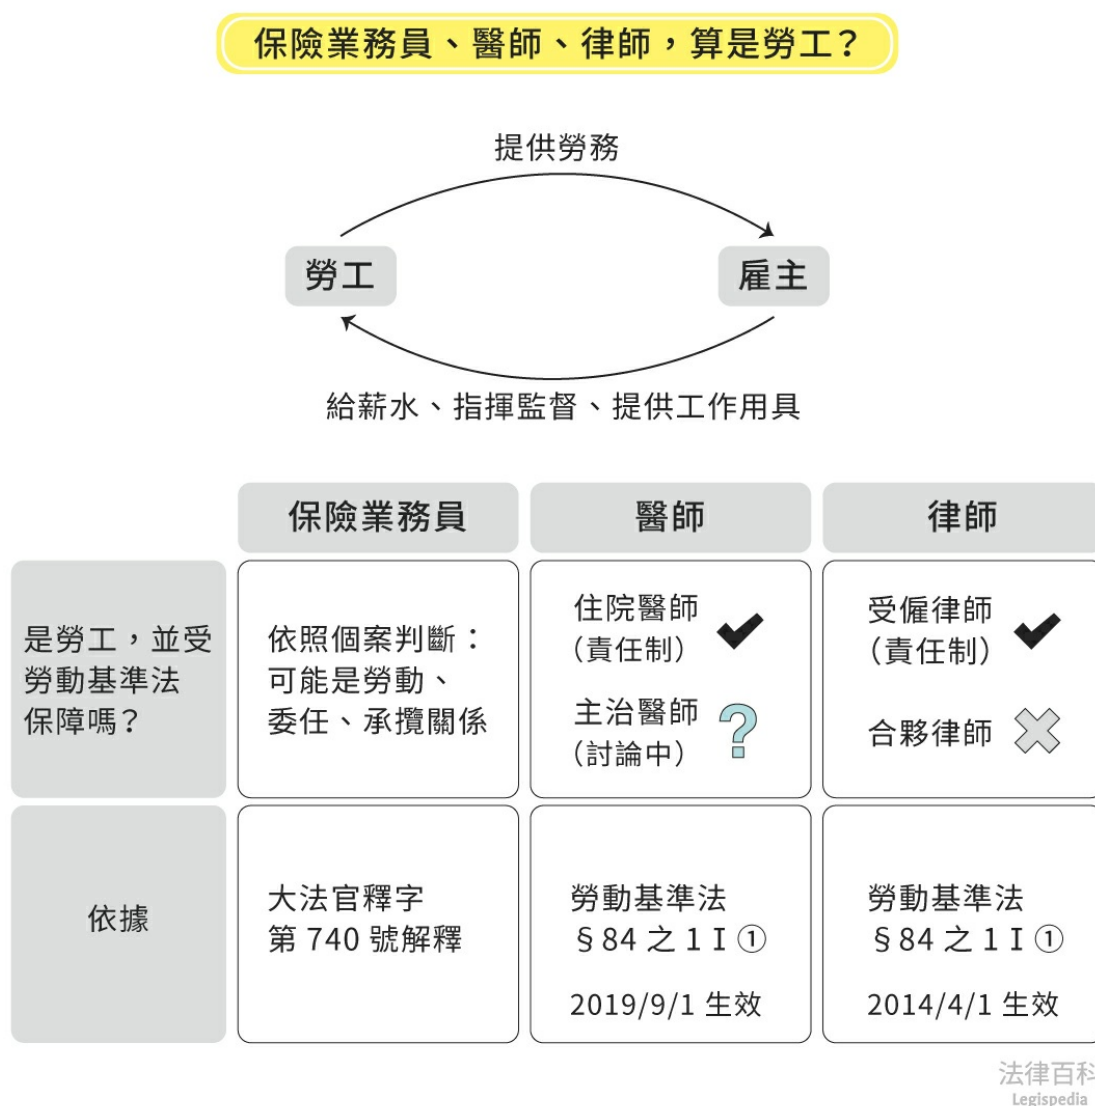 保險業務員、醫師、律師，算是勞工？
提供勞務
勞工
雇主
給薪水、指揮監督、提供工作用具
保險業務員
醫師
律師
是勞工，並受
勞動基準法
保障嗎？
依照個案判斷：
可能是勞動、
委任、承攬關係
住院醫師
（責任制）
主治醫師
（討論中）
?
受僱律師
（責任制）
合夥律師
依據
大法官釋字
第 740 號解釋
勞動基準法
§84 之 1 I ①
2019/9/1 生效
勞動基準法
§84 之 1 I ①
2014/4/1 生效
法律百科
Legispedia